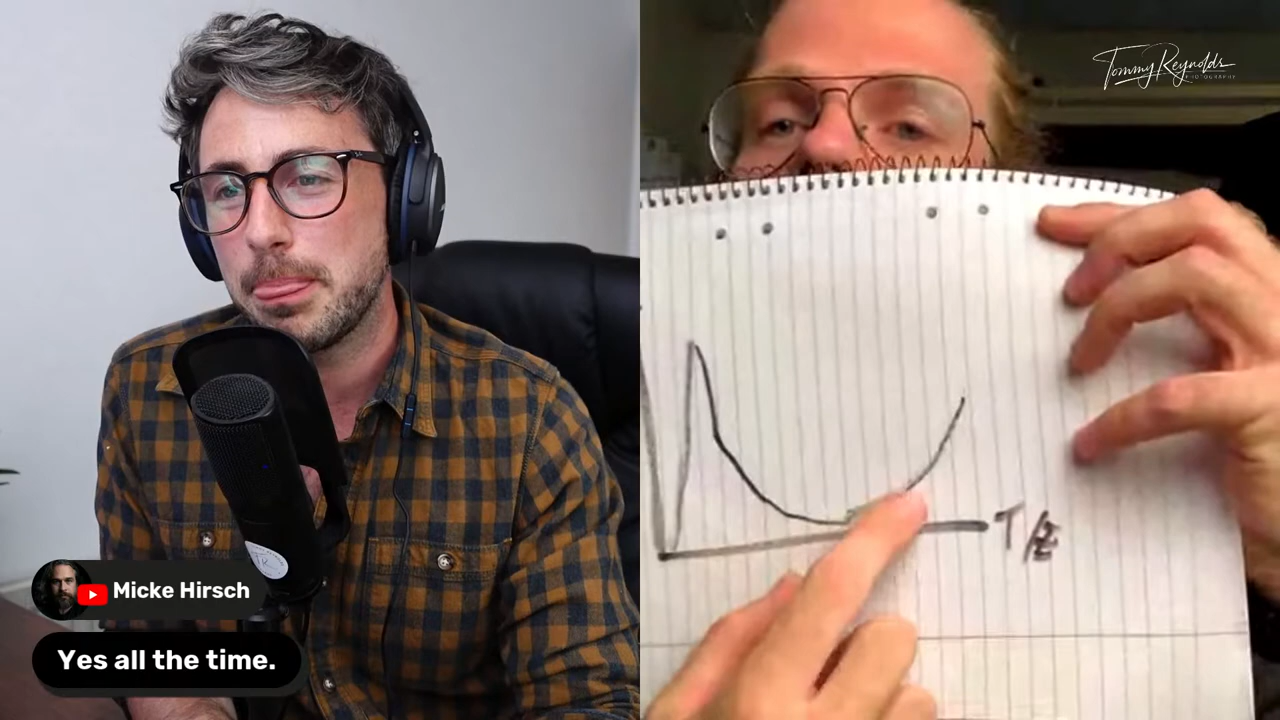 Tommy Reynolds
PHOTOGRAPHY
T/
Micke Hirsch
Yes all the time.